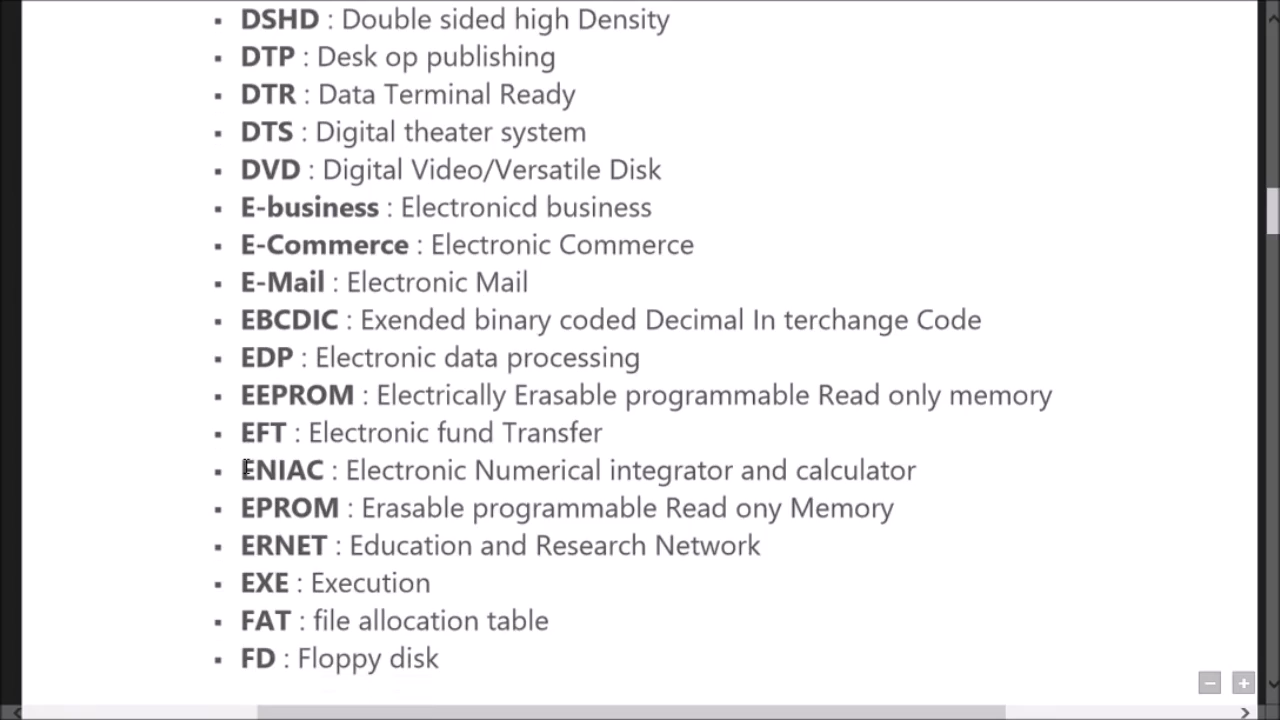 ▪ DSHD : Double sided high Density
▪ DTP : Desk op publishing
▪ DTR : Data Terminal Ready
▪ DTS : Digital theater system
▪ DVD : Digital Video/Versatile Disk
▪ E-business : Electronicd business
▪ E-Commerce : Electronic Commerce
▪ E-Mail : Electronic Mail
▪ EBCDIC : Exended binary coded Decimal In terchange Code
▪ EDP : Electronic data processing
▪ EEPROM : Electrically Erasable programmable Read only memory
▪ EFT : Electronic fund Transfer
▪ ENIAC : Electronic Numerical integrator and calculator
▪ EPROM : Erasable programmable Read ony Memory
▪ ERNET : Education and Research Network
▪ EXE : Execution
▪ FAT : file allocation table
▪ FD : Floppy disk